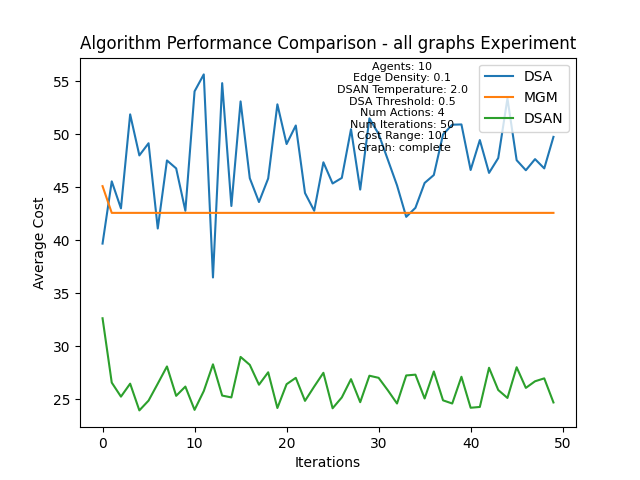 Algorithm Performance Comparison - all graphs Experiment
Agents: 10
Edge Density: 0.1
DSAN Temperature: 2.0
DSA Threshold: 0.5
Num Actions: 4
Num Iterations: 50
Cost Range: 101
Graph: complete
DSA
MGM
DSAN
Average Cost
55
50
45
40
35
30
25
0
10
20
30
40
50
Iterations